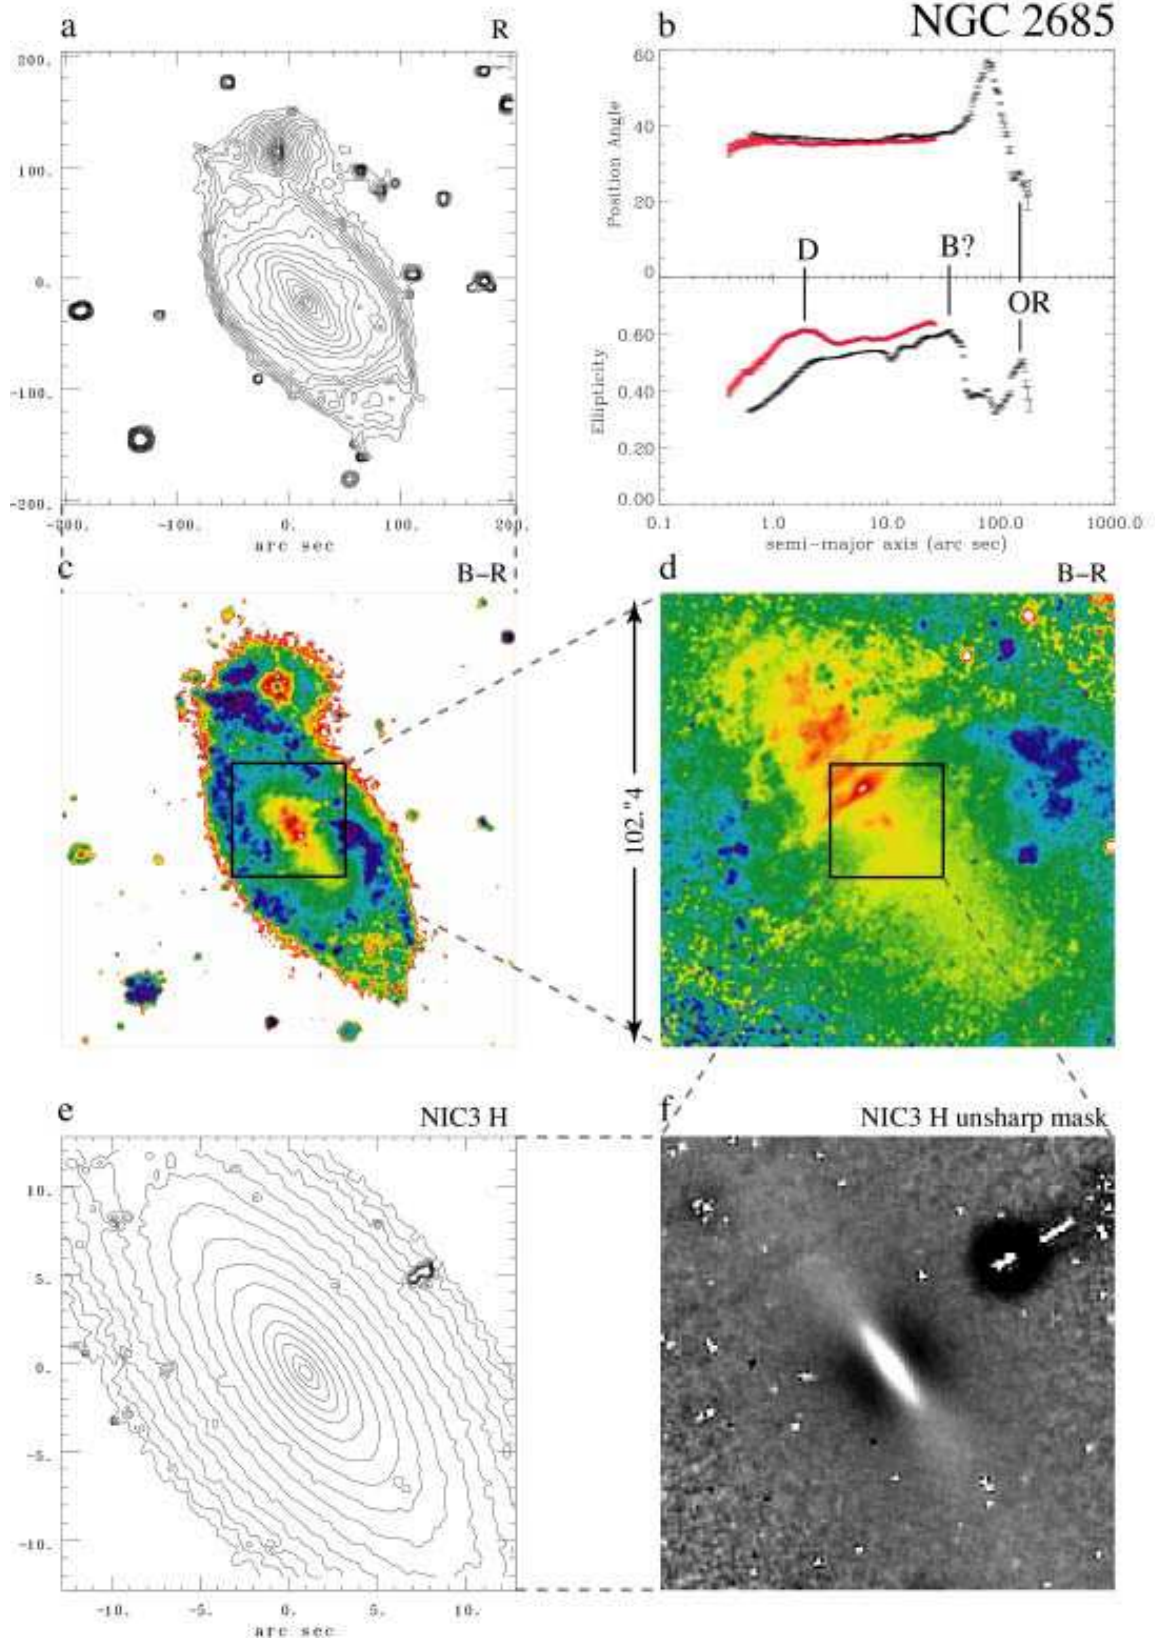 a
R
b
NGC 2685
200.
100.
0.
-100.
-200.
-200.
-100.
0.
100.
200.
arc sec
60
40
20
0
Position Angle
D
B?
OR
0.60
0.40
0.20
0.00
Ellipticity
0.1
1.0
10.0
100.0
1000.0
semi-major axis (arc sec)
c
B-R
d
B-R
102."4
e
NIC3 H
f
NIC3 H unsharp mask
10.
5.
0.
-5.
-10.
-10.
-5.
0.
5.
10.
arc sec